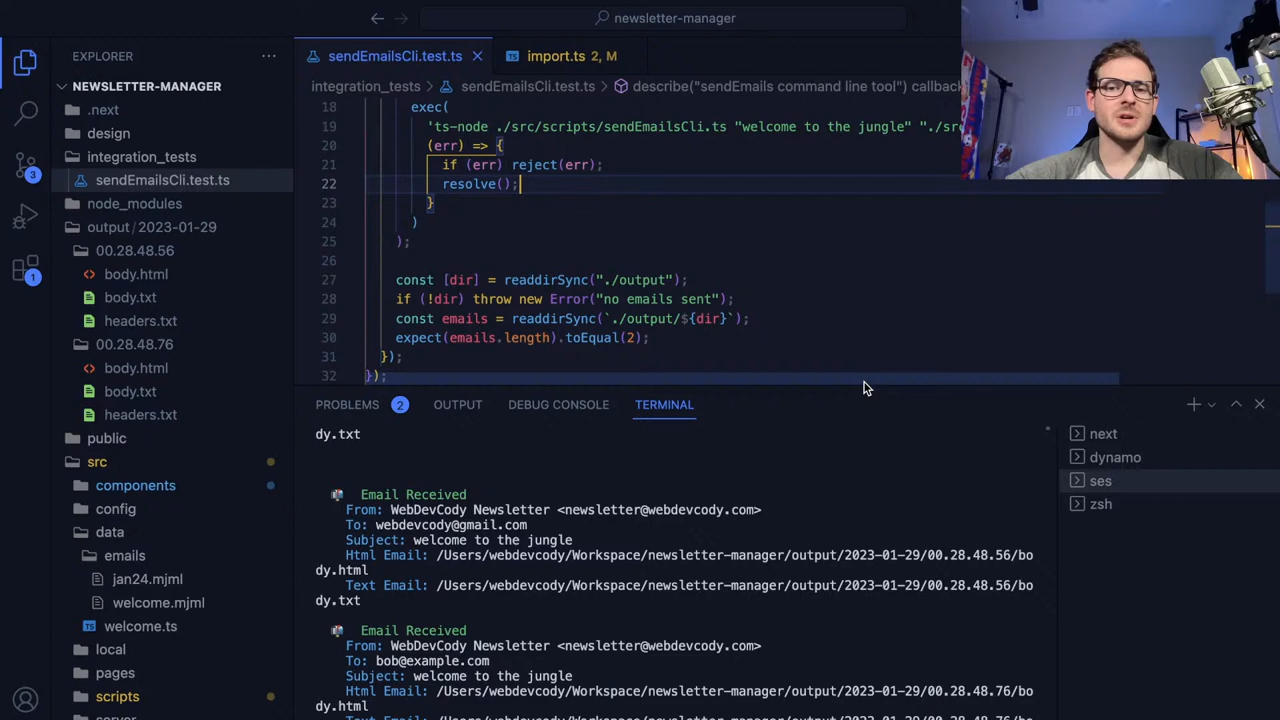 newsletter-manager
EXPLORER
NEWSLETTER-MANAGER
.next
design
integration_tests
sendEmailsCli.test.ts
node_modules
output / 2023-01-29
00.28.48.56
body.html
body.txt
headers.txt
00.28.48.76
body.html
body.txt
headers.txt
public
src
components
config
data
emails
jan24.mjml
welcome.mjml
welcome.ts
local
pages
scripts
3
1
sendEmailsCli.test.ts
import.ts 2, M
integration_tests > sendEmailsCli.test.ts > describe("sendEmails command line tool") callbac
18 exec(
19 'ts-node ./src/scripts/sendEmailsCli.ts "welcome to the jungle" "./sr
20 (err) => {
21 if (err) reject(err);
22 resolve();
23 }
24 )
25 );
26
27 const [dir] = readdirSync("./output");
28 if (!dir) throw new Error("no emails sent");
29 const emails = readdirSync(`./output/${dir}`);
30 expect(emails.length).toEqual(2);
31 });
32 });
PROBLEMS 2 OUTPUT DEBUG CONSOLE TERMINAL
dy.txt
Email Received
From: WebDevCody Newsletter <newsletter@webdevcody.com>
To: webdevcody@gmail.com
Subject: welcome to the jungle
Html Email: /Users/webdevcody/Workspace/newsletter-manager/output/2023-01-29/00.28.48.56/bo
dy.html
Text Email: /Users/webdevcody/Workspace/newsletter-manager/output/2023-01-29/00.28.48.56/bo
dy.txt
Email Received
From: WebDevCody Newsletter <newsletter@webdevcody.com>
To: bob@example.com
Subject: welcome to the jungle
Html Email: /Users/webdevcody/Workspace/newsletter-manager/output/2023-01-29/00.28.48.76/bo
dy.html
next
dynamo
ses
zsh